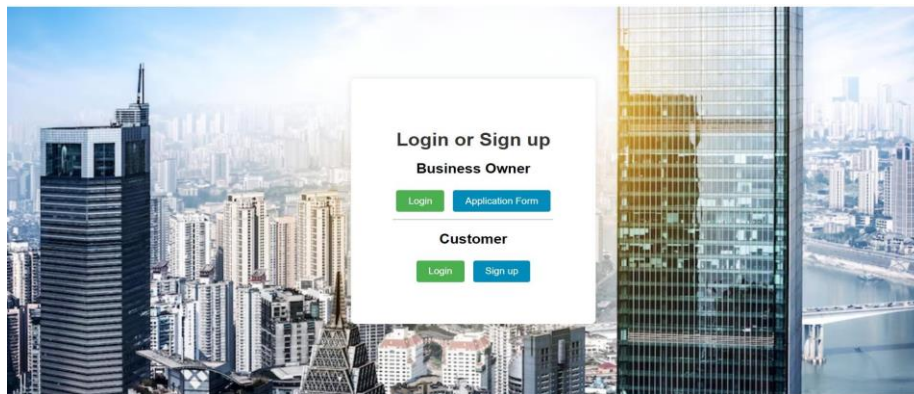 Login or Sign up
Business Owner
Login Application Form
Customer
Login Sign up